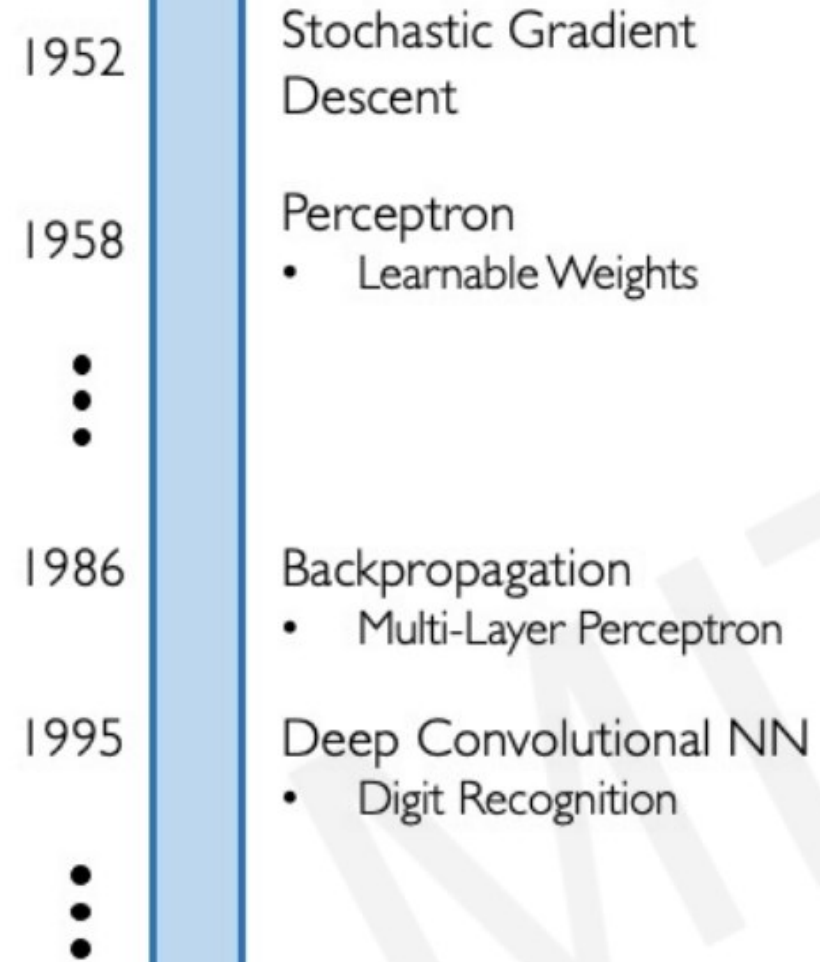 1952
Stochastic Gradient
Descent
1958
Perceptron
• Learnable Weights
1986
Backpropagation
• Multi-Layer Perceptron
1995
Deep Convolutional NN
• Digit Recognition